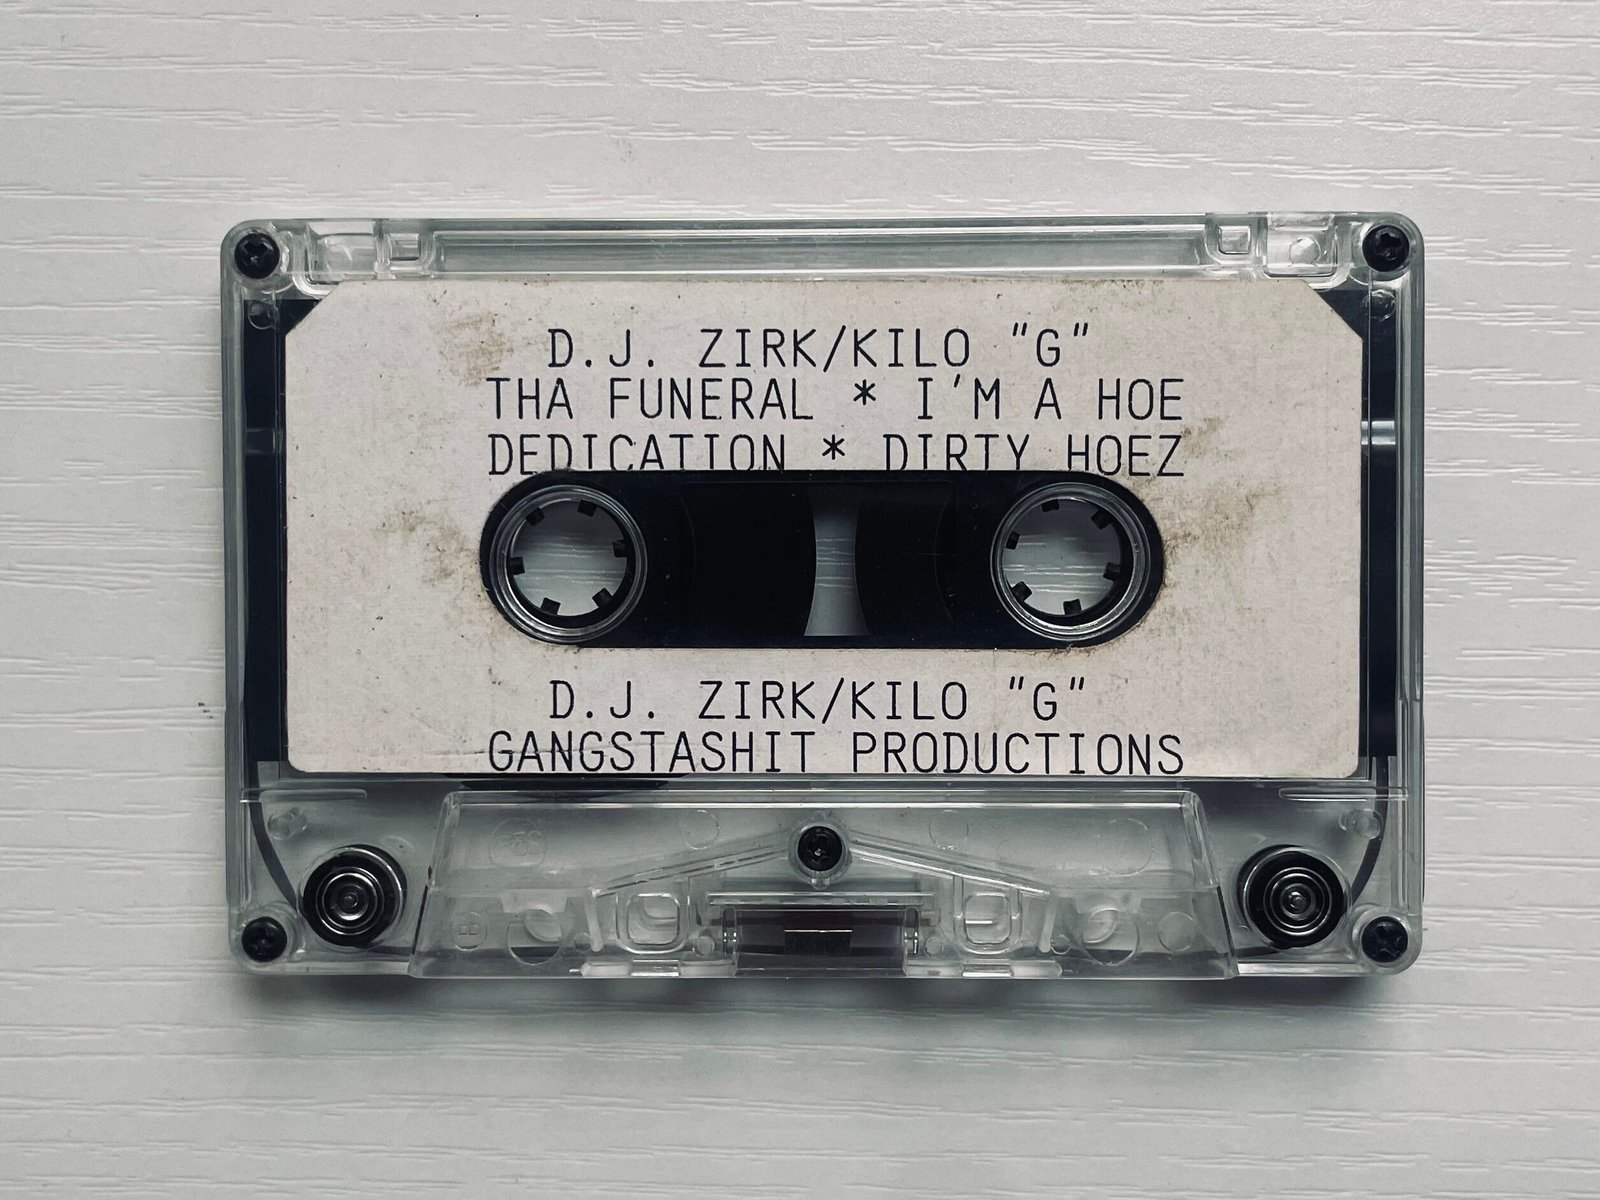 D.J. ZIRK/KILO "G"
THA FUNERAL * I'M A HOE
DEDICATION * DIRTY HOEZ
D.J. ZIRK/KILO "G"
GANGSTASHIT PRODUCTIONS